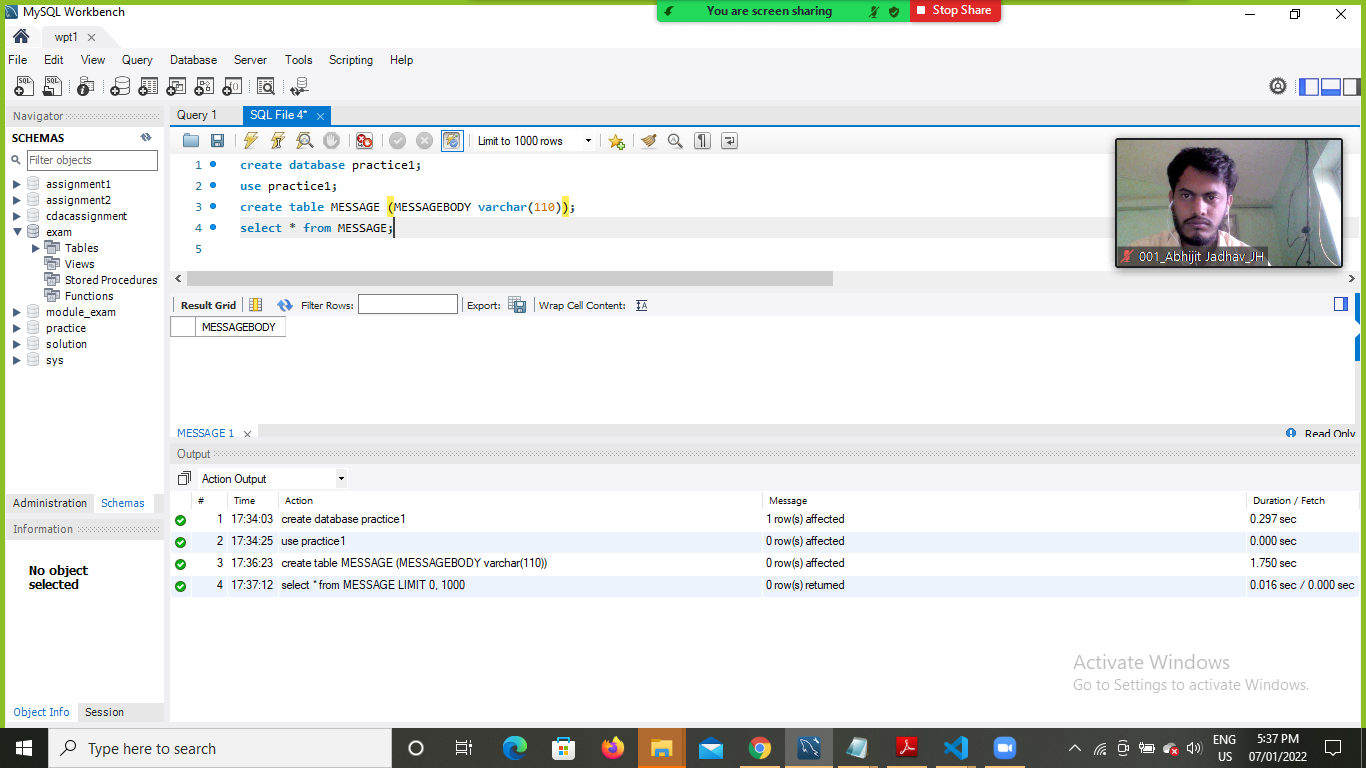 MySQL Workbench
You are screen sharing
Stop Share
wpt1
File Edit View Query Database Server Tools Scripting Help
Navigator
SCHEMAS
Filter objects
assignment1
assignment2
cdacassignment
exam
Tables
Views
Stored Procedures
Functions
module_exam
practice
solution
sys
Administration Schemas
Information
No object
selected
Object Info Session
Query 1 SQL File 4*
Limit to 1000 rows
1 create database practice1;
2 use practice1;
3 create table MESSAGE (MESSAGEBODY varchar(110));
4 select * from MESSAGE;
5
001_Abhijit Jadhav_JH
Result Grid Filter Rows: Export: Wrap Cell Content:
MESSAGEBODY
MESSAGE 1
Read Only
Output
Action Output
# Time Action Message Duration / Fetch
1 17:34:03 create database practice1 1 row(s) affected 0.297 sec
2 17:34:25 use practice1 0 row(s) affected 0.000 sec
3 17:36:23 create table MESSAGE (MESSAGEBODY varchar(110)) 0 row(s) affected 1.750 sec
4 17:37:12 select * from MESSAGE LIMIT 0, 1000 0 row(s) returned 0.016 sec / 0.000 sec
Activate Windows
Go to Settings to activate Windows.
Type here to search
ENG
US
5:37 PM
07/01/2022